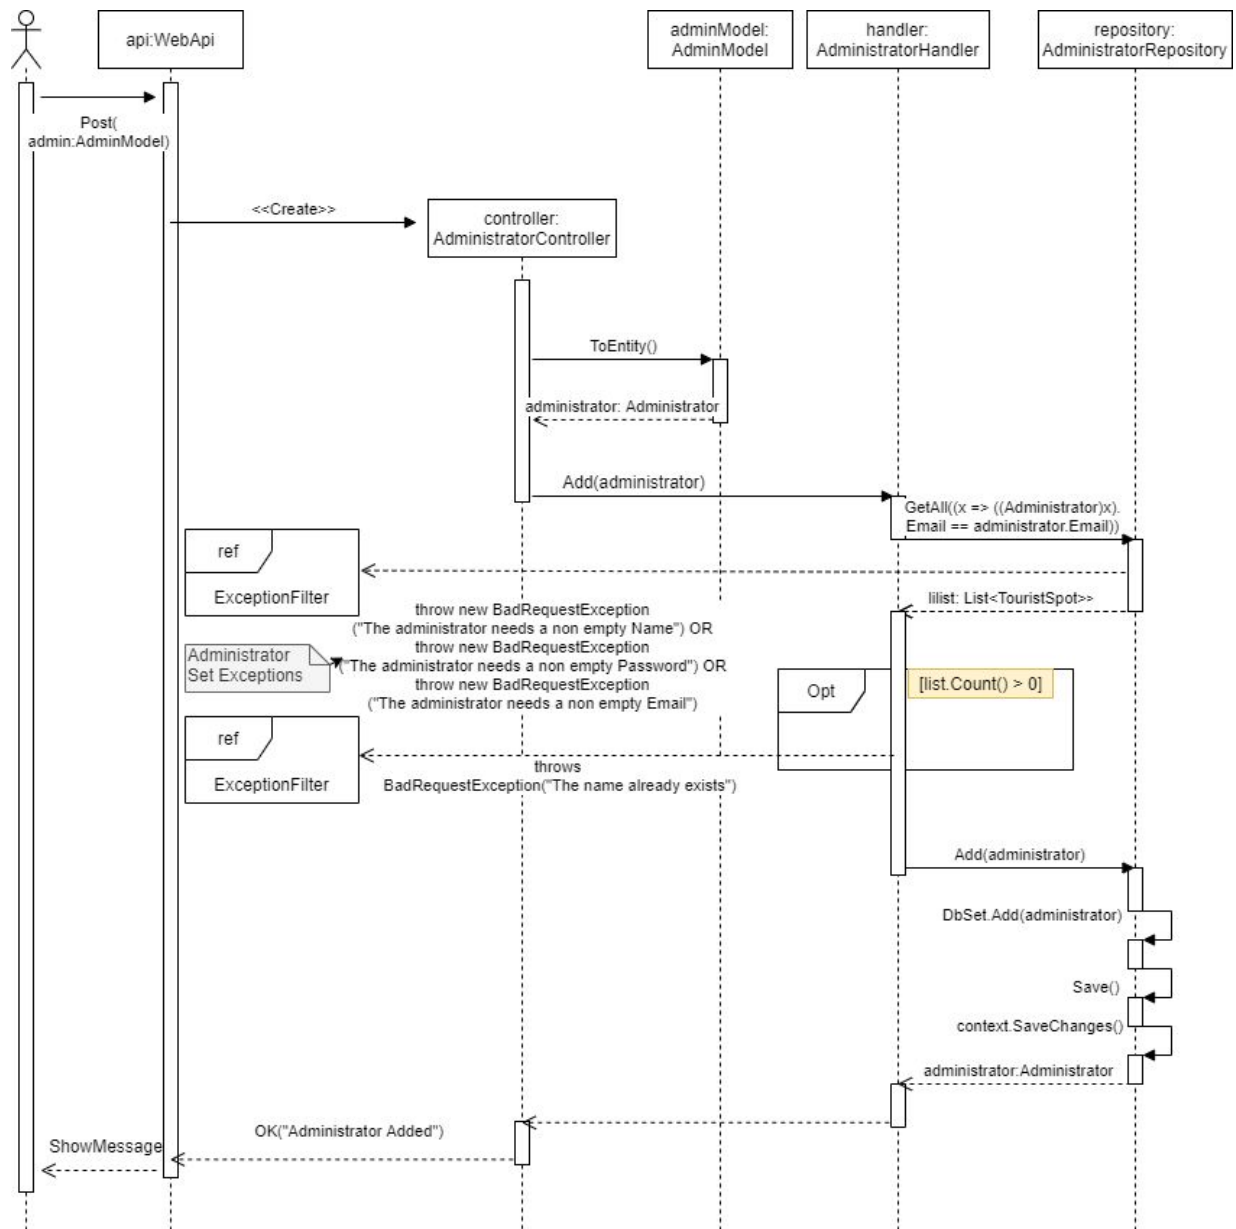 api:WebApi
adminModel:
AdminModel
handler:
AdministratorHandler
repository:
AdministratorRepository
Post(
admin:AdminModel)
<<Create>>
controller:
AdministratorController
ToEntity()
administrator: Administrator
Add(administrator)
GetAll((x => ((Administrator)x).
Email == administrator.Email))
ref
ExceptionFilter
lilist: List<TouristSpot>>
throw new BadRequestException
("The administrator needs a non empty Name") OR
throw new BadRequestException
("The administrator needs a non empty Password") OR
throw new BadRequestException
("The administrator needs a non empty Email")
Administrator
Set Exceptions
Opt
[list.Count() > 0]
ref
ExceptionFilter
throws
BadRequestException("The name already exists")
Add(administrator)
DbSet.Add(administrator)
Save()
context.SaveChanges()
administrator:Administrator
OK("Administrator Added")
ShowMessage